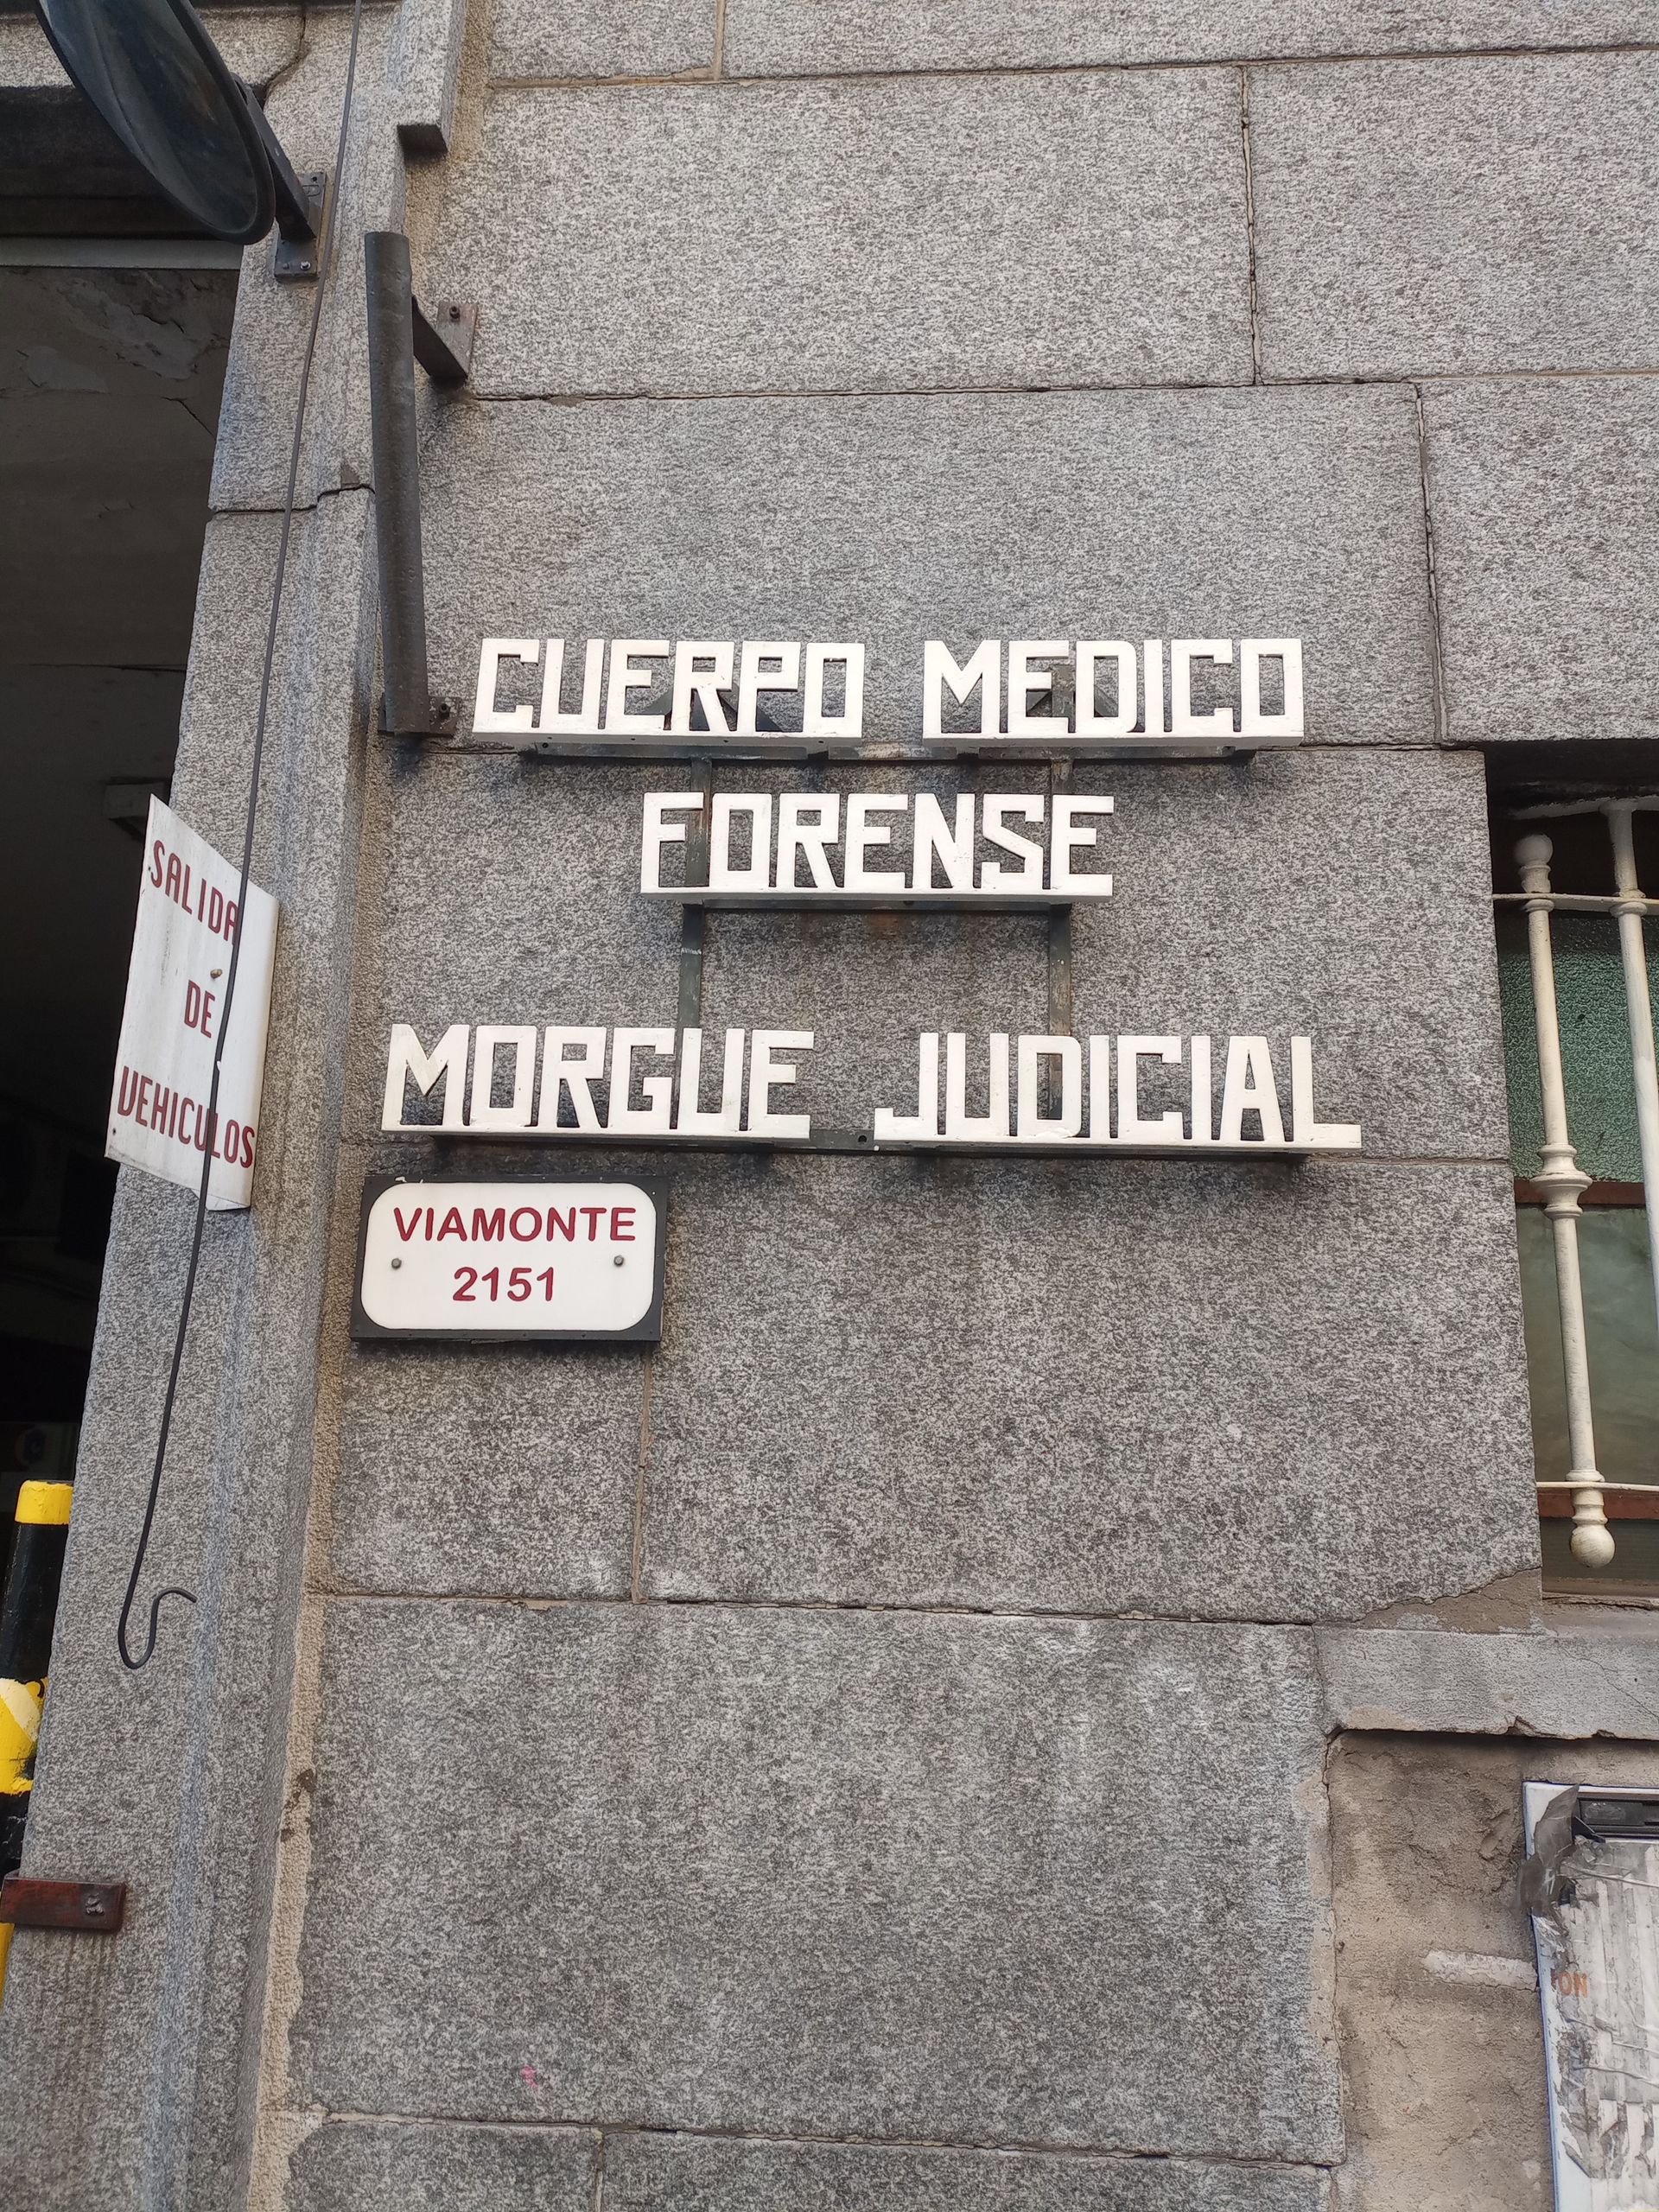 CUERPO MEDICO
FORENSE
MORGUE JUDICIAL
SALIDA
DE
VEHICULOS
VIAMONTE
2151